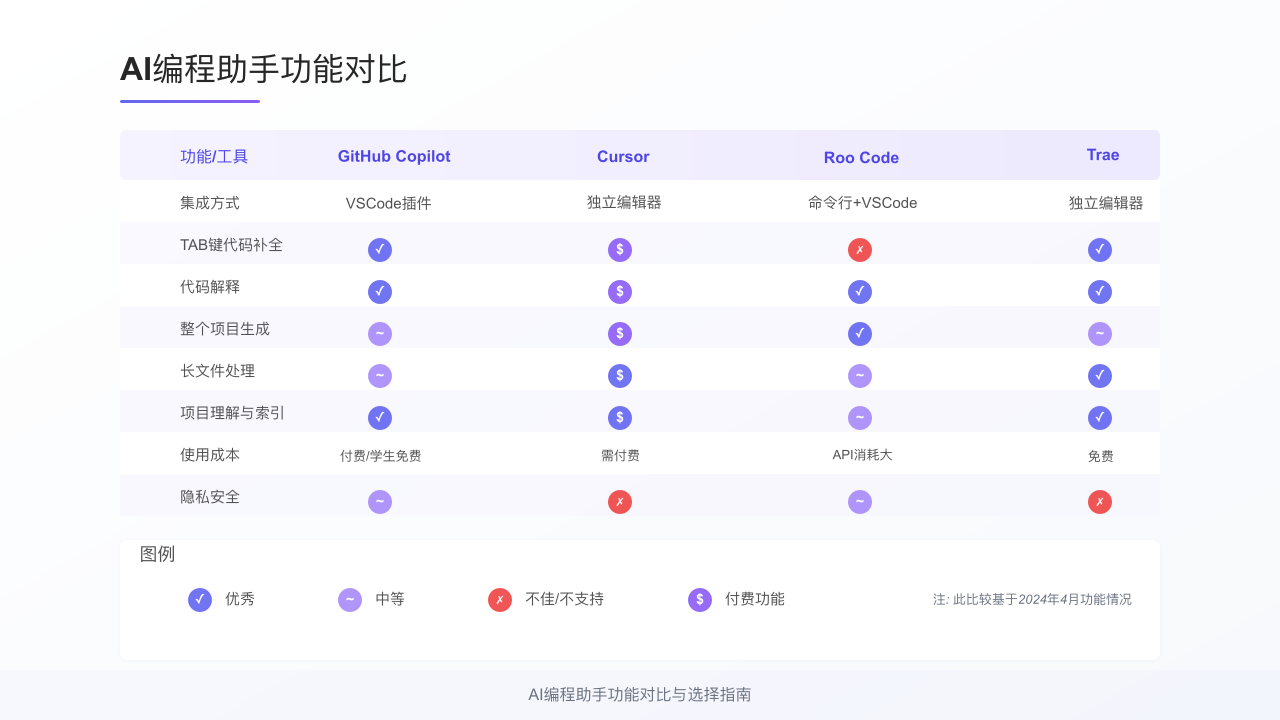 AI编程助手功能对比
功能/工具 GitHub Copilot Cursor Roo Code Trae
集成方式 VSCode插件 独立编辑器 命令行+VSCode 独立编辑器
TAB键代码补全 ✓ $ ✗ ✓
代码解释 ✓ $ ✓ ✓
整个项目生成 ~ $ ✓ ~
长文件处理 ~ $ ~ ✓
项目理解与索引 ✓ $ ~ ✓
使用成本 付费/学生免费 需付费 API消耗大 免费
隐私安全 ~ ✗ ~ ✗
图例
✓ 优秀 ~ 中等 ✗ 不佳/不支持 $ 付费功能 注: 此比较基于2024年4月功能情况
AI编程助手功能对比与选择指南